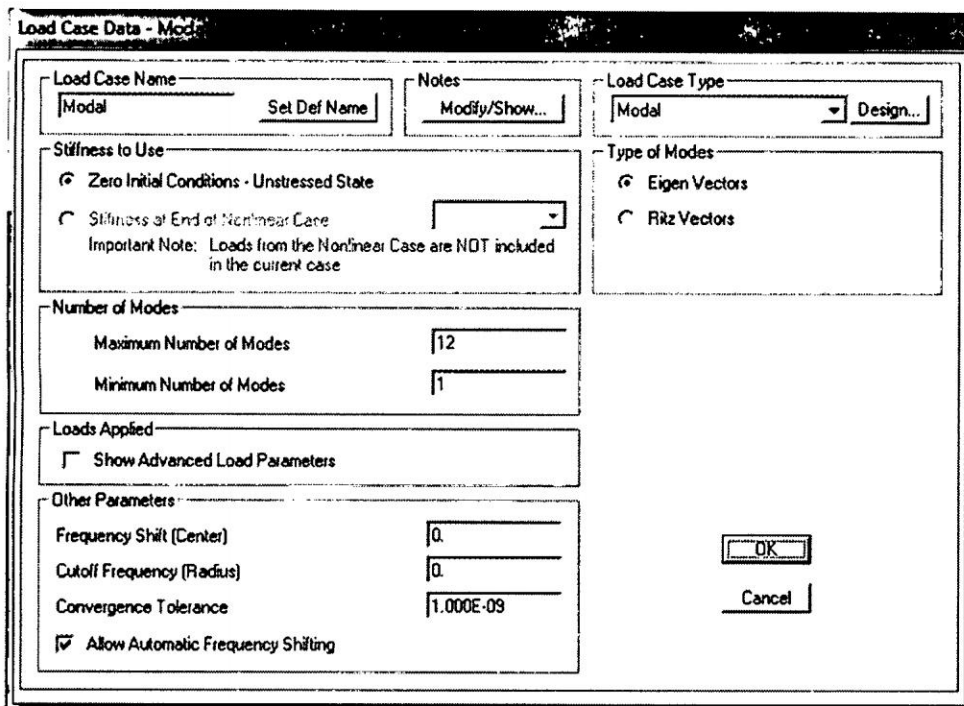 Load Case Data - Modal
Load Case Name
Modal
Set Def Name
Notes
Modify/Show...
Load Case Type
Modal
Design...
Stiffness to Use
Zero Initial Conditions - Unstressed State
Stiffness at End of Nonlinear Case
Important Note: Loads from the Nonlinear Case are NOT included
in the current case
Type of Modes
Eigen Vectors
Ritz Vectors
Number of Modes
Maximum Number of Modes
12
Minimum Number of Modes
1
Loads Applied
Show Advanced Load Parameters
Other Parameters
Frequency Shift (Center)
0.
Cutoff Frequency (Radius)
0.
Convergence Tolerance
1.000E-09
Allow Automatic Frequency Shifting
OK
Cancel